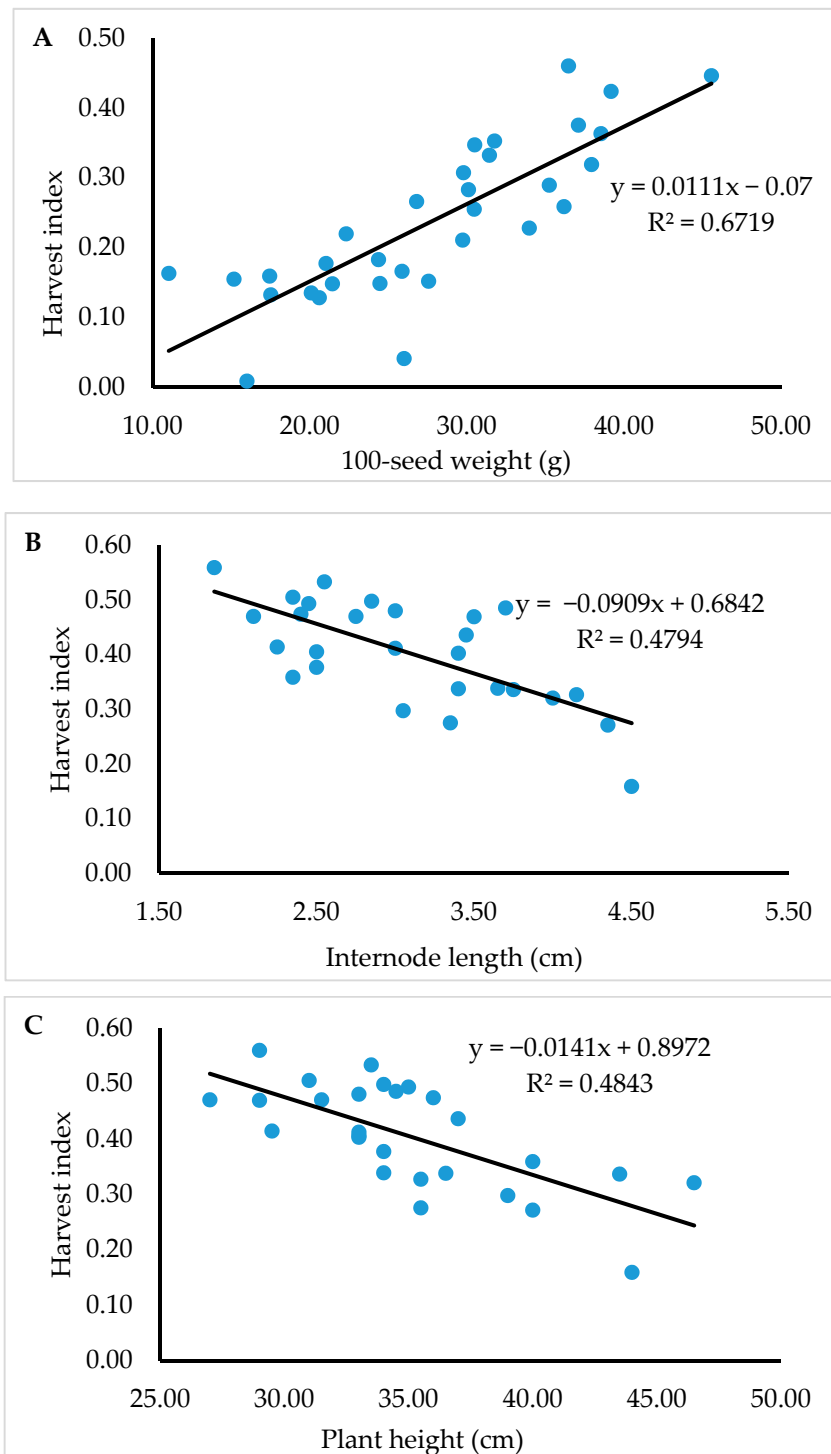 A
0.50
0.40
0.30
0.20
0.10
0.00
Harvest index
y = 0.0111x − 0.07
R² = 0.6719
10.00 20.00 30.00 40.00 50.00
100-seed weight (g)
B
0.60
0.50
0.40
0.30
0.20
0.10
0.00
Harvest index
y = −0.0909x + 0.6842
R² = 0.4794
1.50 2.50 3.50 4.50 5.50
Internode length (cm)
C
0.60
0.50
0.40
0.30
0.20
0.10
0.00
Harvest index
y = −0.0141x + 0.8972
R² = 0.4843
25.00 30.00 35.00 40.00 45.00 50.00
Plant height (cm)